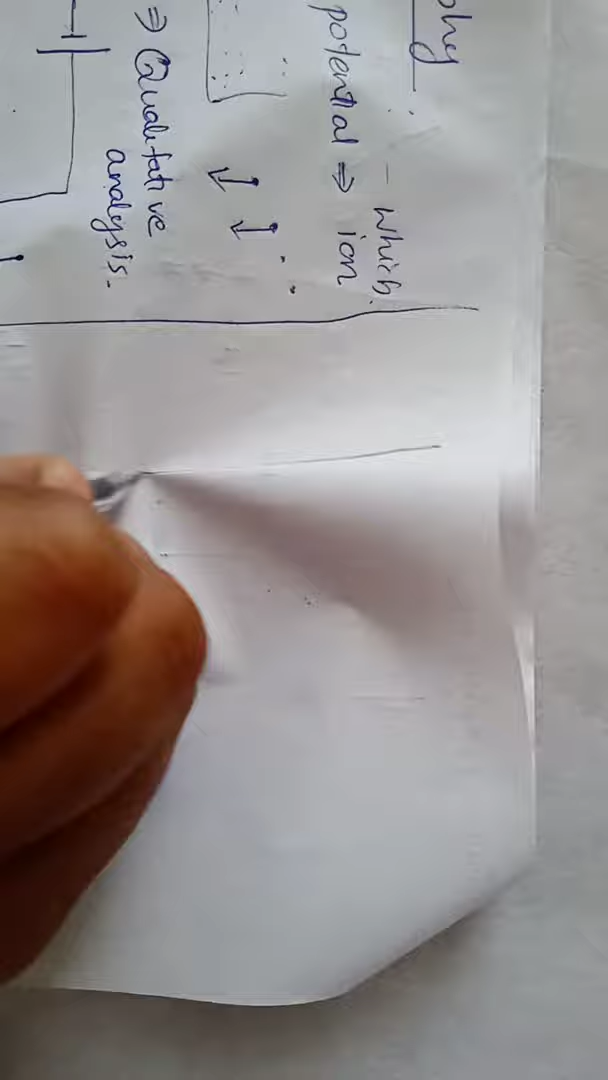 phy
- which
potential ⇒ ion
⇒ Qualitative
analysis.